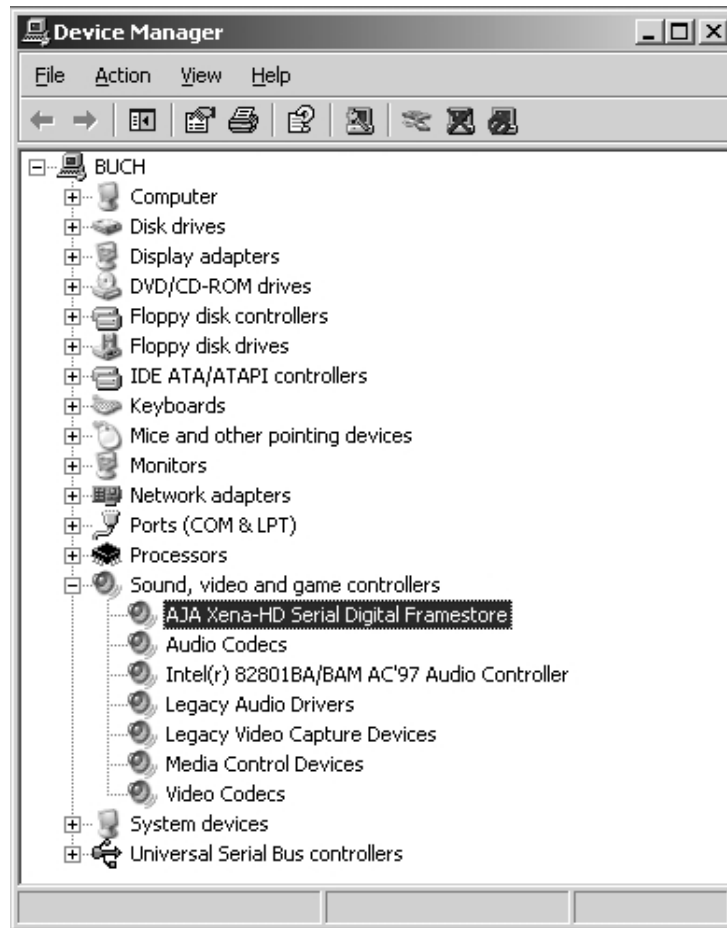 Device Manager
File Action View Help
BUCH
Computer
Disk drives
Display adapters
DVD/CD-ROM drives
Floppy disk controllers
Floppy disk drives
IDE ATA/ATAPI controllers
Keyboards
Mice and other pointing devices
Monitors
Network adapters
Ports (COM & LPT)
Processors
Sound, video and game controllers
AJA Xena-HD Serial Digital Framestore
Audio Codecs
Intel(r) 82801BA/BAM AC'97 Audio Controller
Legacy Audio Drivers
Legacy Video Capture Devices
Media Control Devices
Video Codecs
System devices
Universal Serial Bus controllers